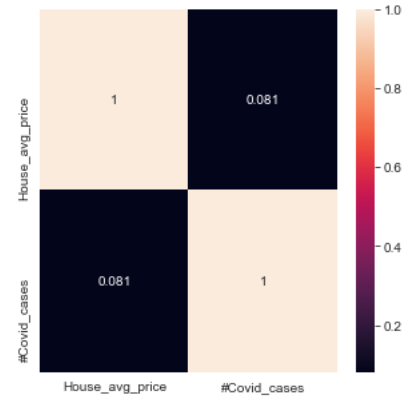 House_avg_price
1
0.081
#Covid_cases
0.081
1
House_avg_price
#Covid_cases
1.0
0.8
0.6
0.4
0.2